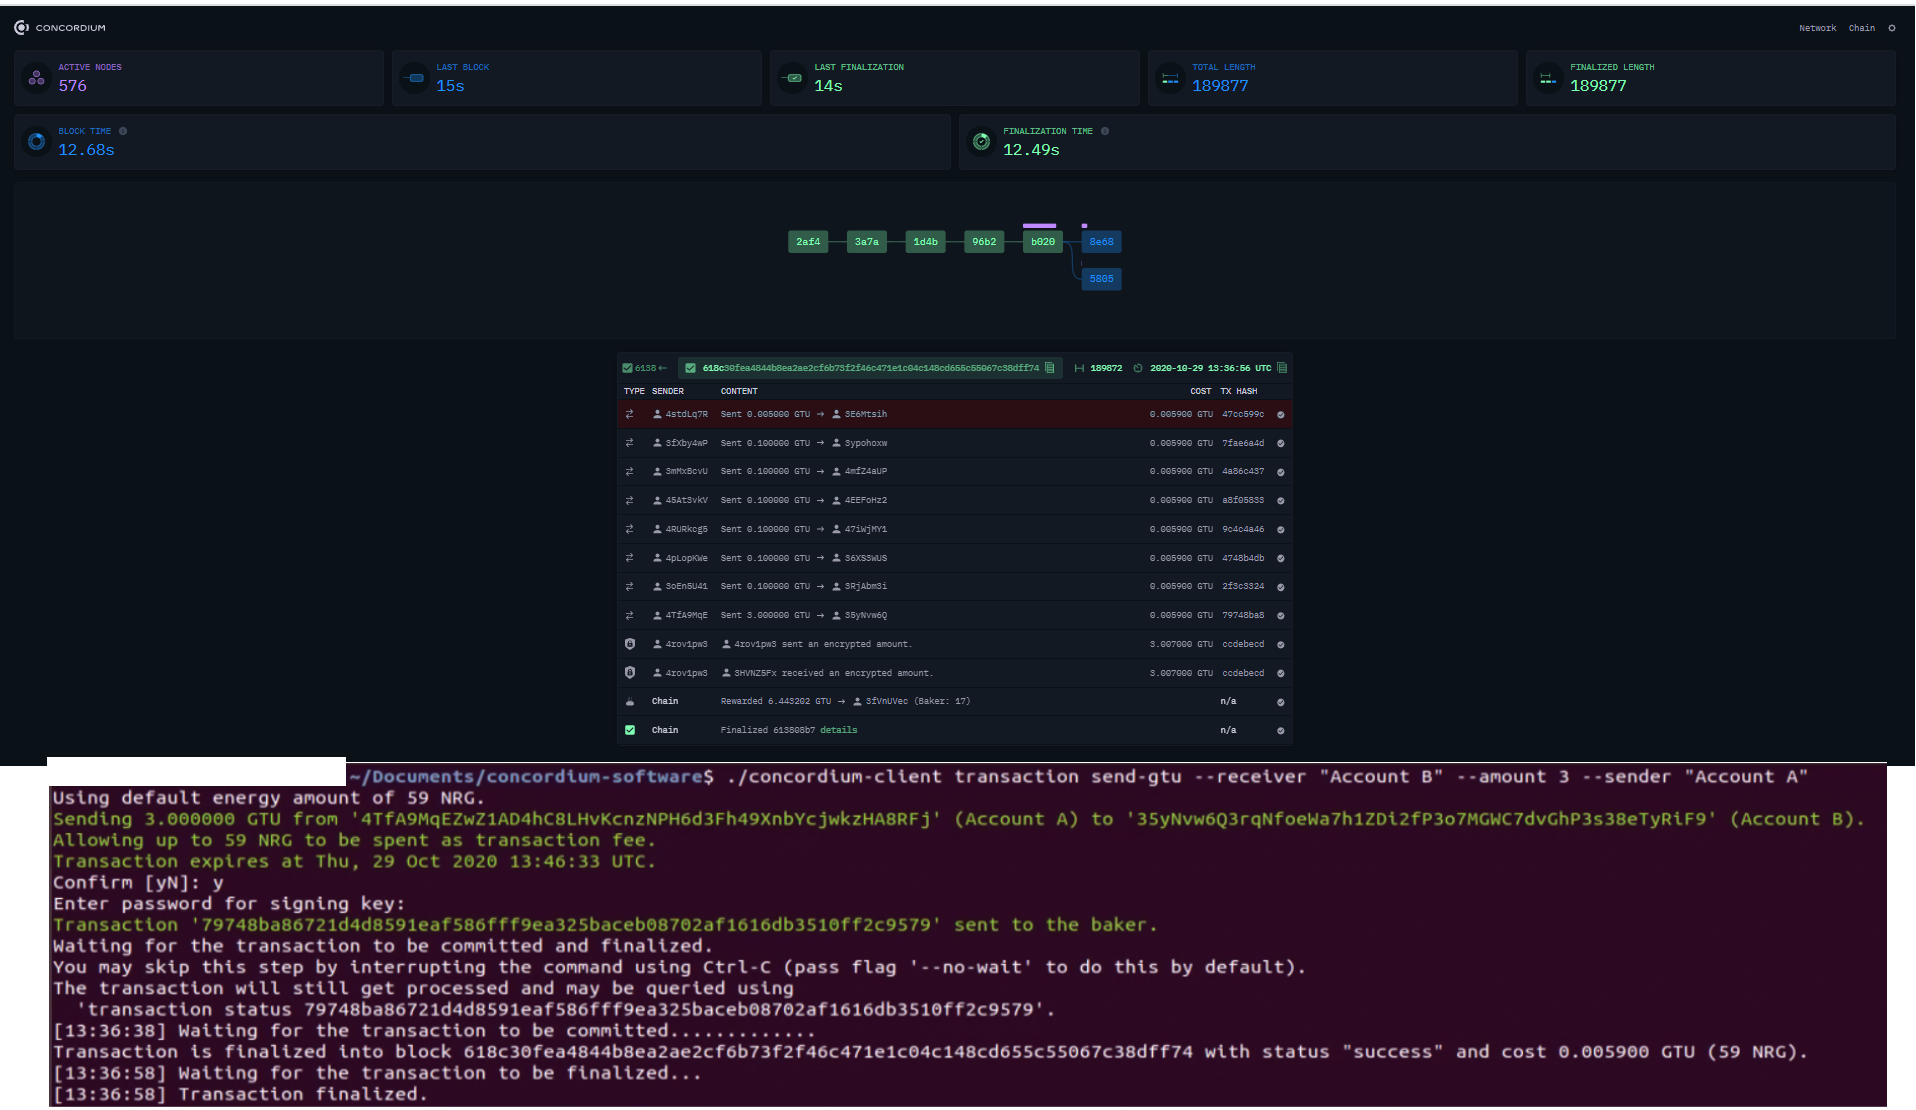 CONCORDIUM
Network Chain
ACTIVE NODES
576
LAST BLOCK
15s
LAST FINALIZATION
14s
TOTAL LENGTH
189877
FINALIZED LENGTH
189877
BLOCK TIME
12.68s
FINALIZATION TIME
12.49s
2af4 3a7a 1d4b 96b2 b020 8e68
5805
6138← 618c30fea4844b8ea2ae2cf6b73f2f46c471e1c04c148cd655c55067c38dff74 189872 2020-10-29 13:36:56 UTC
TYPE SENDER CONTENT COST TX HASH
4stdLq7R Sent 0.005000 GTU → 3E6Mtsih 0.005900 GTU 47cc599c
3fXby4wP Sent 0.100000 GTU → 3ypohoxw 0.005900 GTU 7fae6a4d
3mMxBcvU Sent 0.100000 GTU → 4mfZ4aUP 0.005900 GTU 4a86c437
45At3vkV Sent 0.100000 GTU → 4EEFoHz2 0.005900 GTU a8f05833
4RURkcg5 Sent 0.100000 GTU → 47iWjMY1 0.005900 GTU 9c4c4a46
4pLopKWe Sent 0.100000 GTU → 36XS3WUS 0.005900 GTU 4748b4db
3oEn5U41 Sent 0.100000 GTU → 3RjAbm3i 0.005900 GTU 2f3c3324
4TfA9MqE Sent 3.000000 GTU → 35yNvw6Q 0.005900 GTU 79748ba8
4rov1pw3 4rov1pw3 sent an encrypted amount. 3.007000 GTU ccdebecd
4rov1pw3 3HVNZ5Fx received an encrypted amount. 3.007000 GTU ccdebecd
Chain Rewarded 6.443202 GTU → 3fVnUVec (Baker: 17) n/a
Chain Finalized 613808b7 details n/a
~/Documents/concordium-software$ ./concordium-client transaction send-gtu --receiver "Account B" --amount 3 --sender "Account A"
Using default energy amount of 59 NRG.
Sending 3.000000 GTU from '4TfA9MqEZwZ1AD4hC8LHvKcnzNPH6d3Fh49XnbYcjwkzHA8RFj' (Account A) to '35yNvw6Q3rqNfoeWa7h1ZDi2fP3o7MGWC7dvGhP3s38eTyRiF9' (Account B).
Allowing up to 59 NRG to be spent as transaction fee.
Transaction expires at Thu, 29 Oct 2020 13:46:33 UTC.
Confirm [yN]: y
Enter password for signing key:
Transaction '79748ba86721d4d8591eaf586fff9ea325baceb08702af1616db3510ff2c9579' sent to the baker.
Waiting for the transaction to be committed and finalized.
You may skip this step by interrupting the command using Ctrl-C (pass flag '--no-wait' to do this by default).
The transaction will still get processed and may be queried using
'transaction status 79748ba86721d4d8591eaf586fff9ea325baceb08702af1616db3510ff2c9579'.
[13:36:38] Waiting for the transaction to be committed.............
Transaction is finalized into block 618c30fea4844b8ea2ae2cf6b73f2f46c471e1c04c148cd655c55067c38dff74 with status "success" and cost 0.005900 GTU (59 NRG).
[13:36:58] Waiting for the transaction to be finalized...
[13:36:58] Transaction finalized.